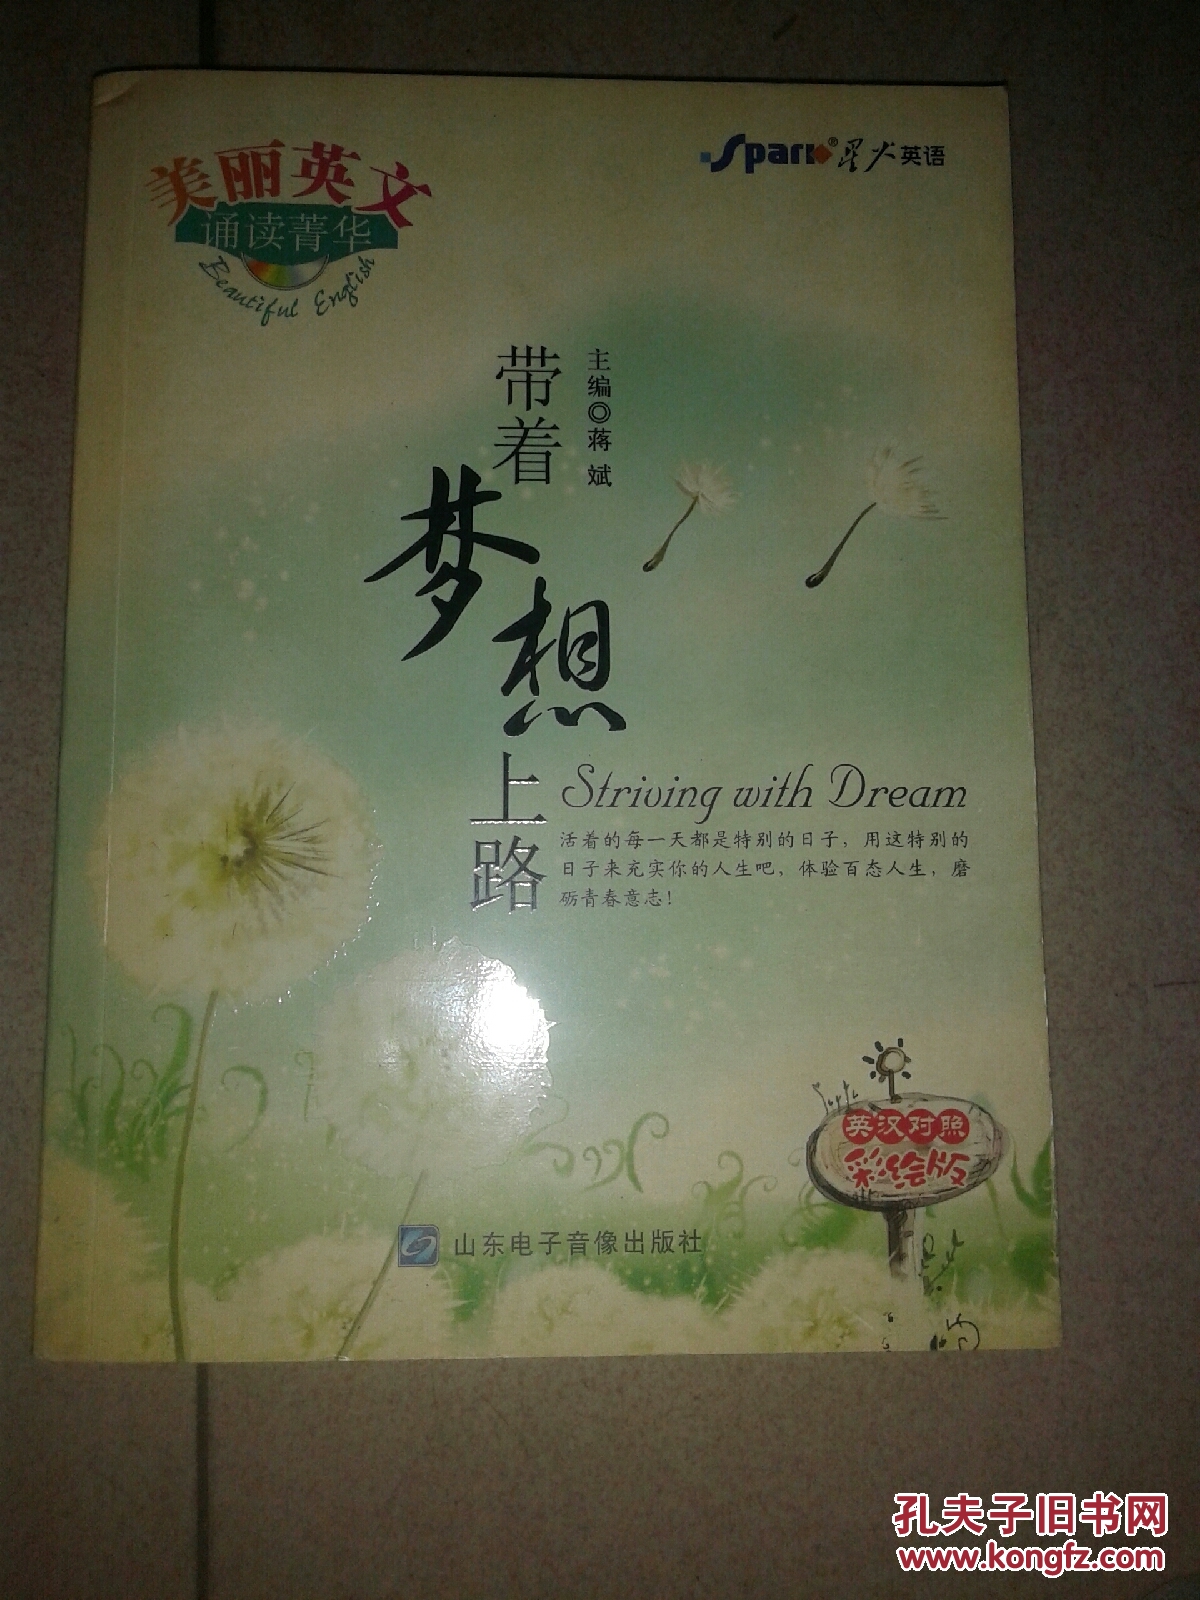 美丽英文
诵读菁华
Beautiful English
Spark® 星火英语
主编◎蒋 斌
带着
梦想
上路
Striving with Dream
活着的每一天都是特别的日子，用这特别的
日子来充实你的人生吧，体验百态人生，磨
砺青春意志！
英汉对照
彩绘版
山东电子音像出版社
孔夫子旧书网
www.kongfz.com